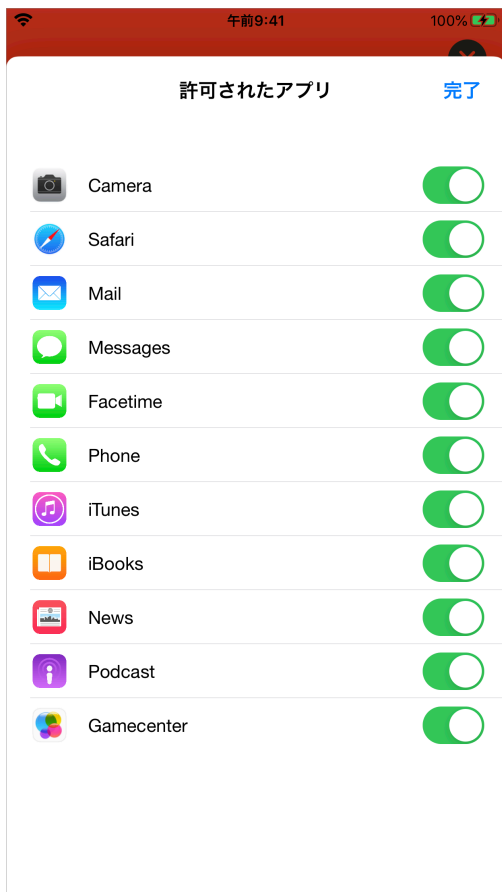 午前9:41
100%
許可されたアプリ
完了
Camera
Safari
Mail
Messages
Facetime
Phone
iTunes
iBooks
News
Podcast
Gamecenter